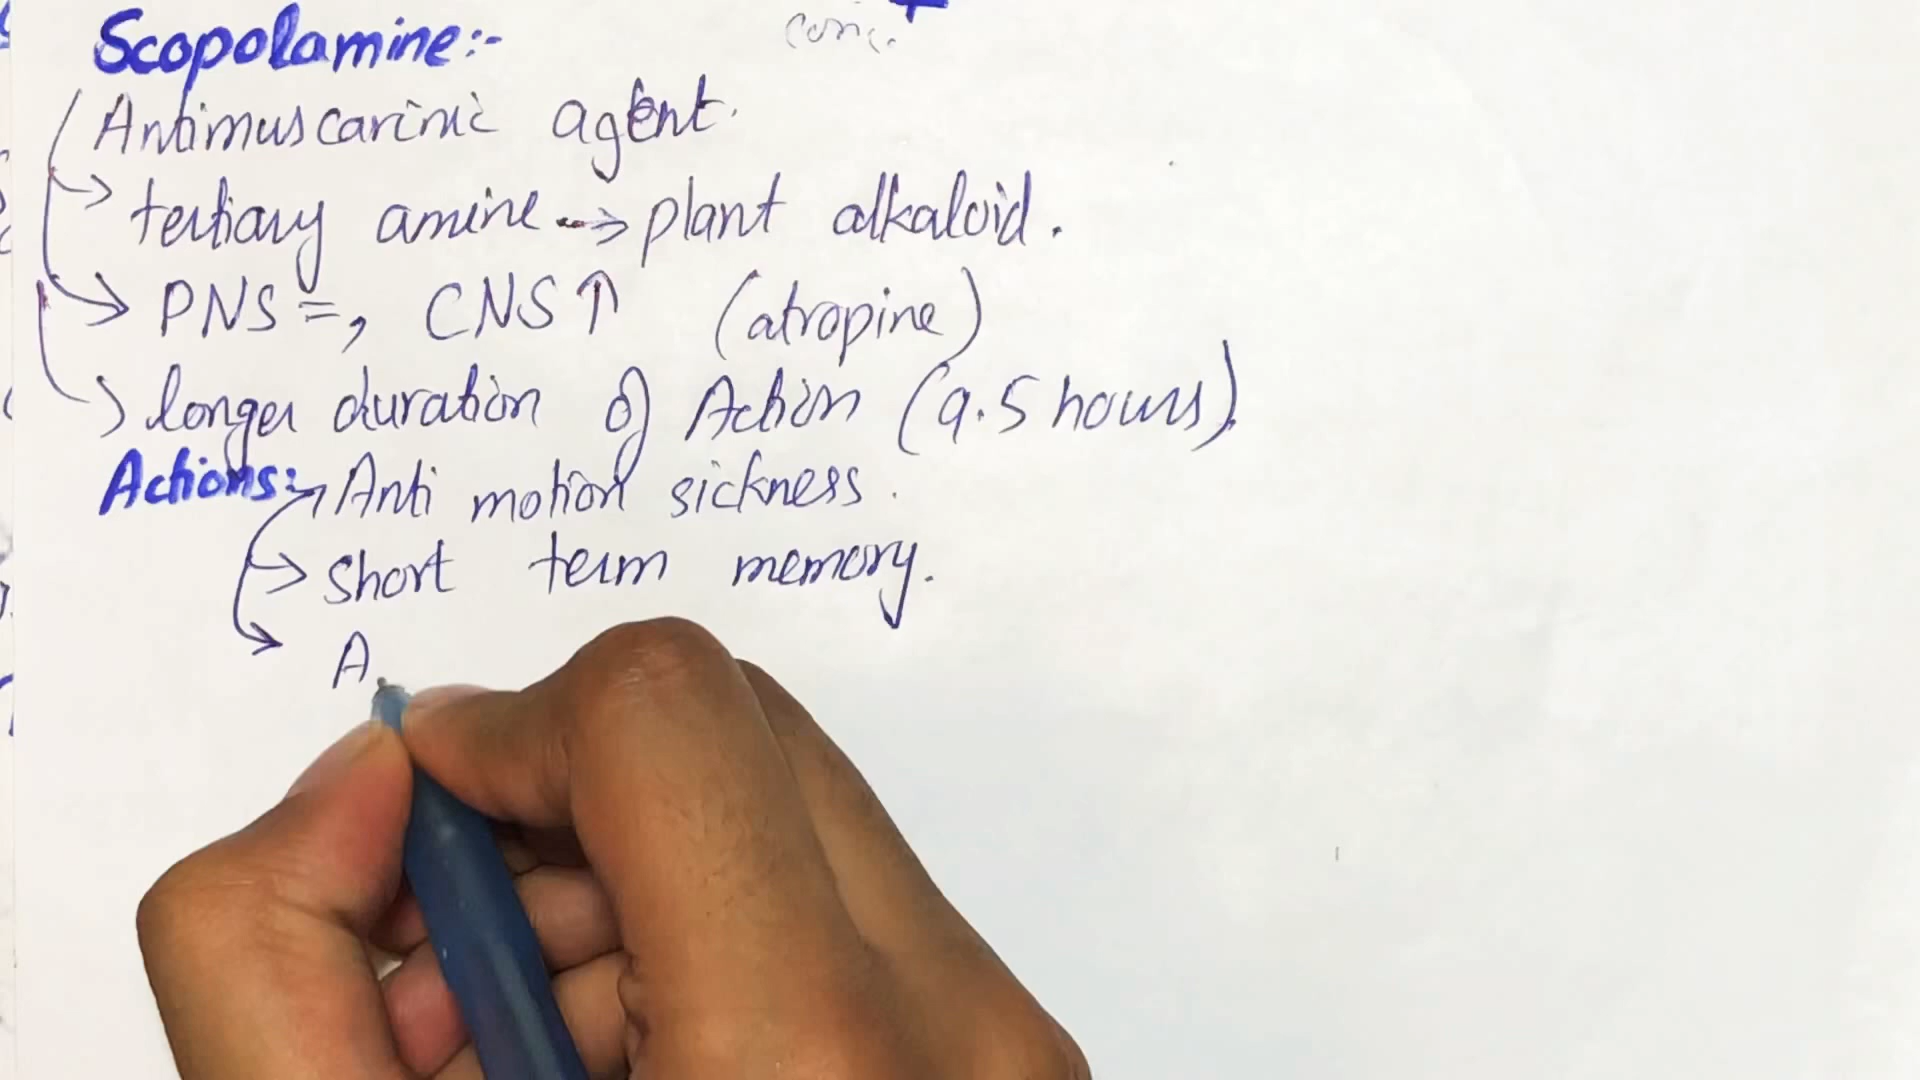 Scopolamine:-
conc.
Antimuscarinic agent.
→ tertiary amine → plant alkaloid.
→ PNS =, CNS ↑ (atropine)
→ longer duration of Action (9.5 hours).
Actions: → Anti motion sickness.
→ short term memory.
→ A